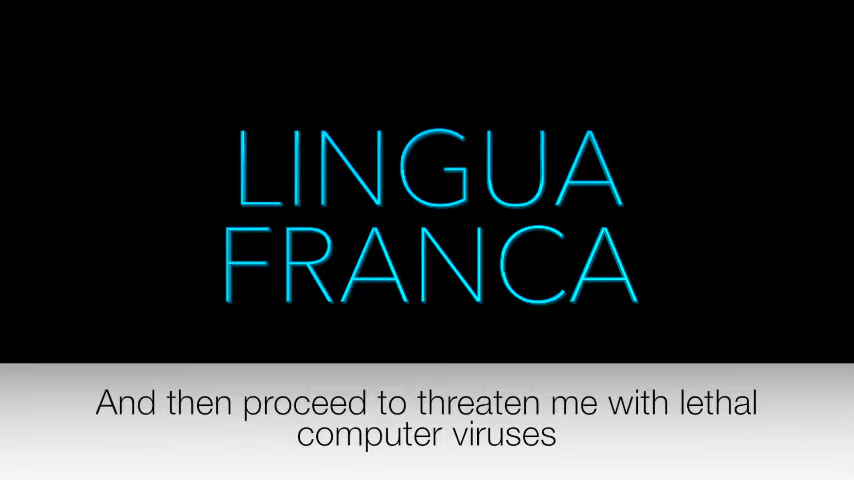 LINGUA
FRANCA
And then proceed to threaten me with lethal
computer viruses